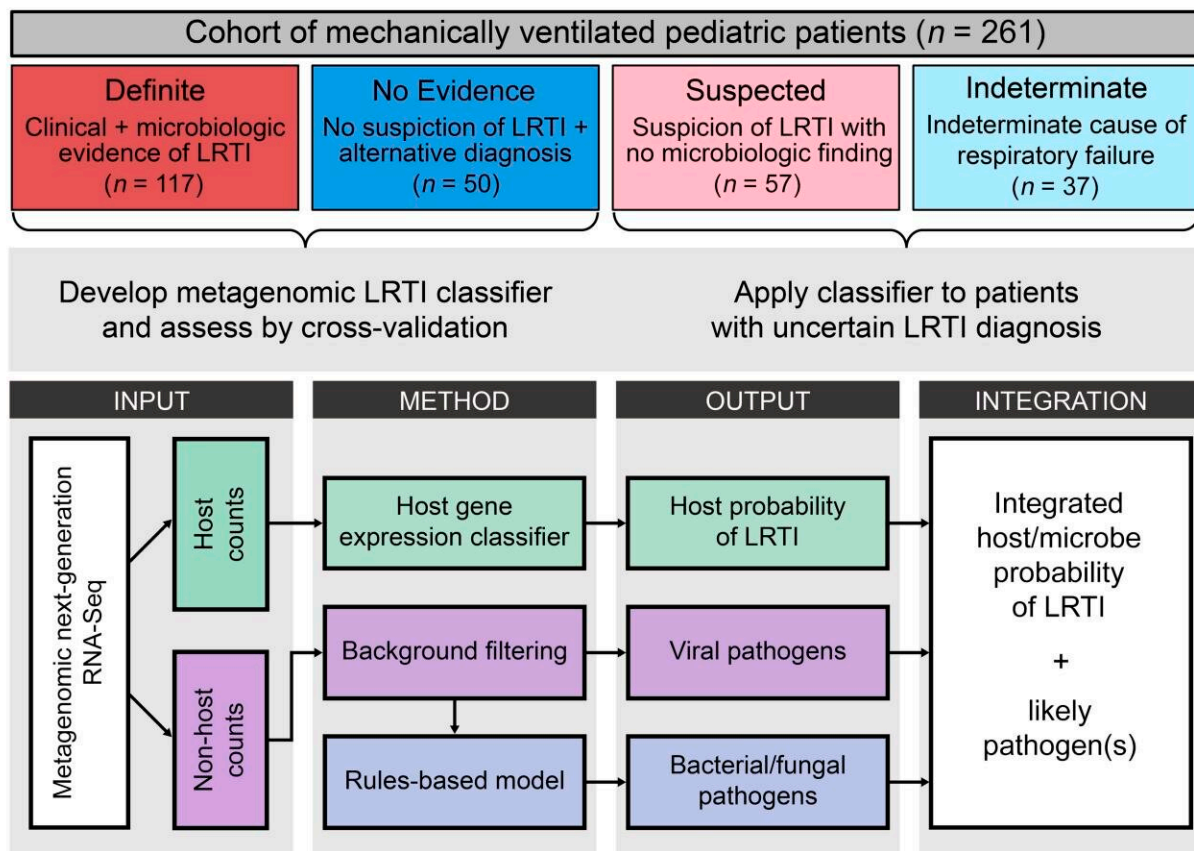 Cohort of mechanically ventilated pediatric patients (n = 261)
Definite
Clinical + microbiologic
evidence of LRTI
(n = 117)
No Evidence
No suspicion of LRTI +
alternative diagnosis
(n = 50)
Suspected
Suspicion of LRTI with
no microbiologic finding
(n = 57)
Indeterminate
Indeterminate cause of
respiratory failure
(n = 37)
Develop metagenomic LRTI classifier
and assess by cross-validation
Apply classifier to patients
with uncertain LRTI diagnosis
INPUT
METHOD
OUTPUT
INTEGRATION
Metagenomic next-generation
RNA-Seq
Host
counts
Non-host
counts
Host gene
expression classifier
Background filtering
Rules-based model
Host probability
of LRTI
Viral pathogens
Bacterial/fungal
pathogens
Integrated
host/microbe
probability
of LRTI
+
likely
pathogen(s)